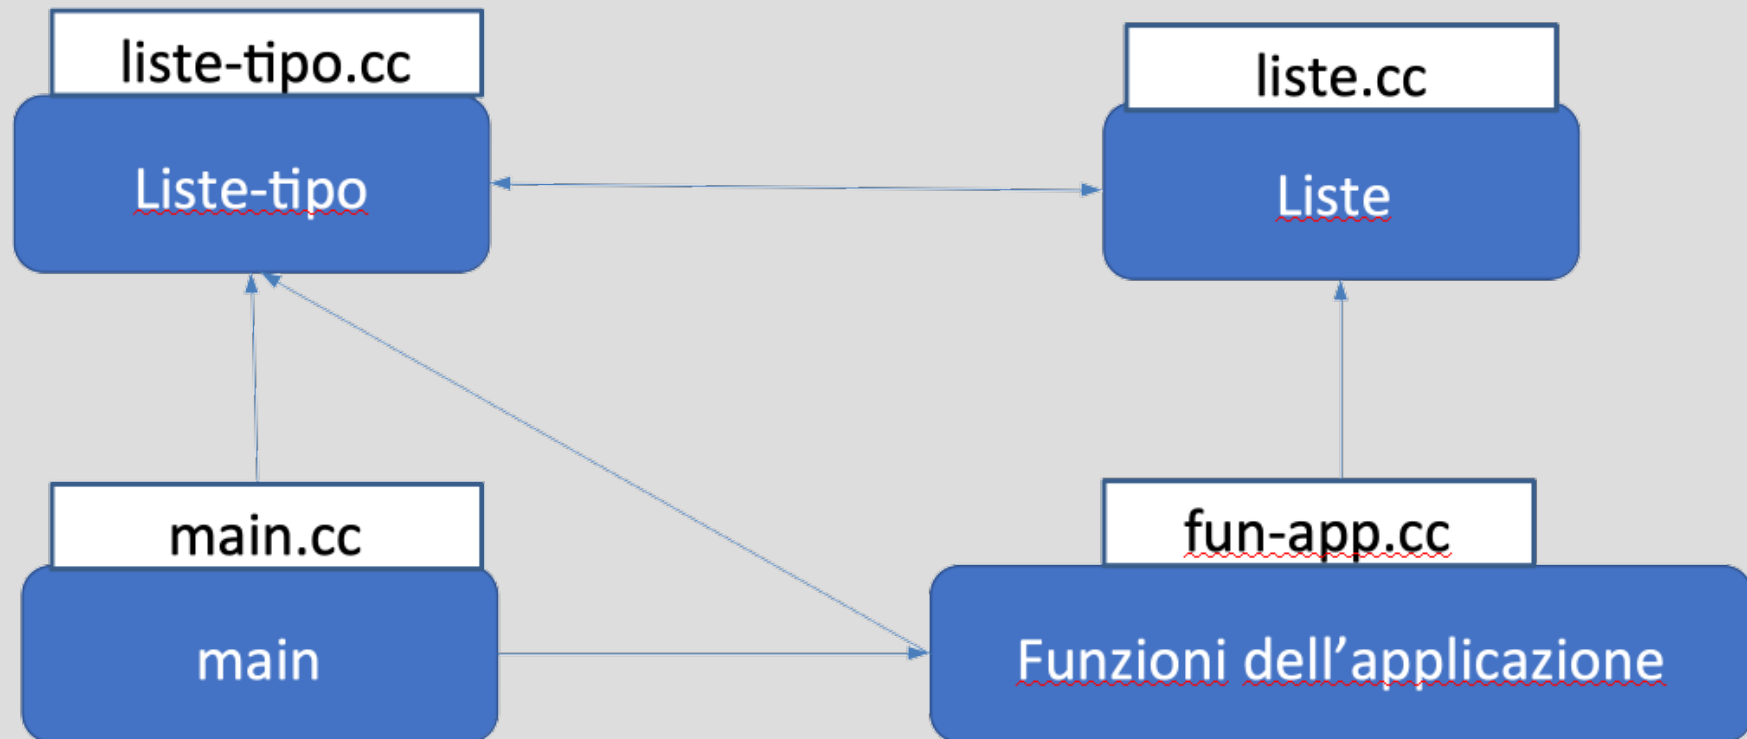 liste-tipo.cc
liste.cc
Liste-tipo
Liste
main.cc
fun-app.cc
main
Funzioni dell’applicazione